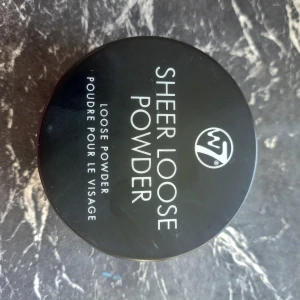 W7
SHEER LOOSE
POWDER
LOOSE POWDER
POUDRE POUR LE VISAGE